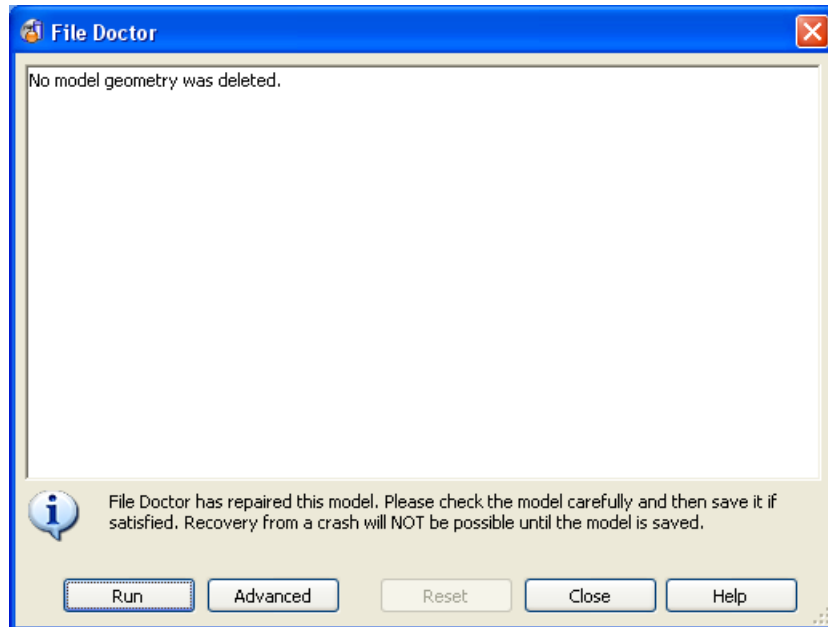 File Doctor
No model geometry was deleted.
File Doctor has repaired this model. Please check the model carefully and then save it if
satisfied. Recovery from a crash will NOT be possible until the model is saved.
Run Advanced Reset Close Help